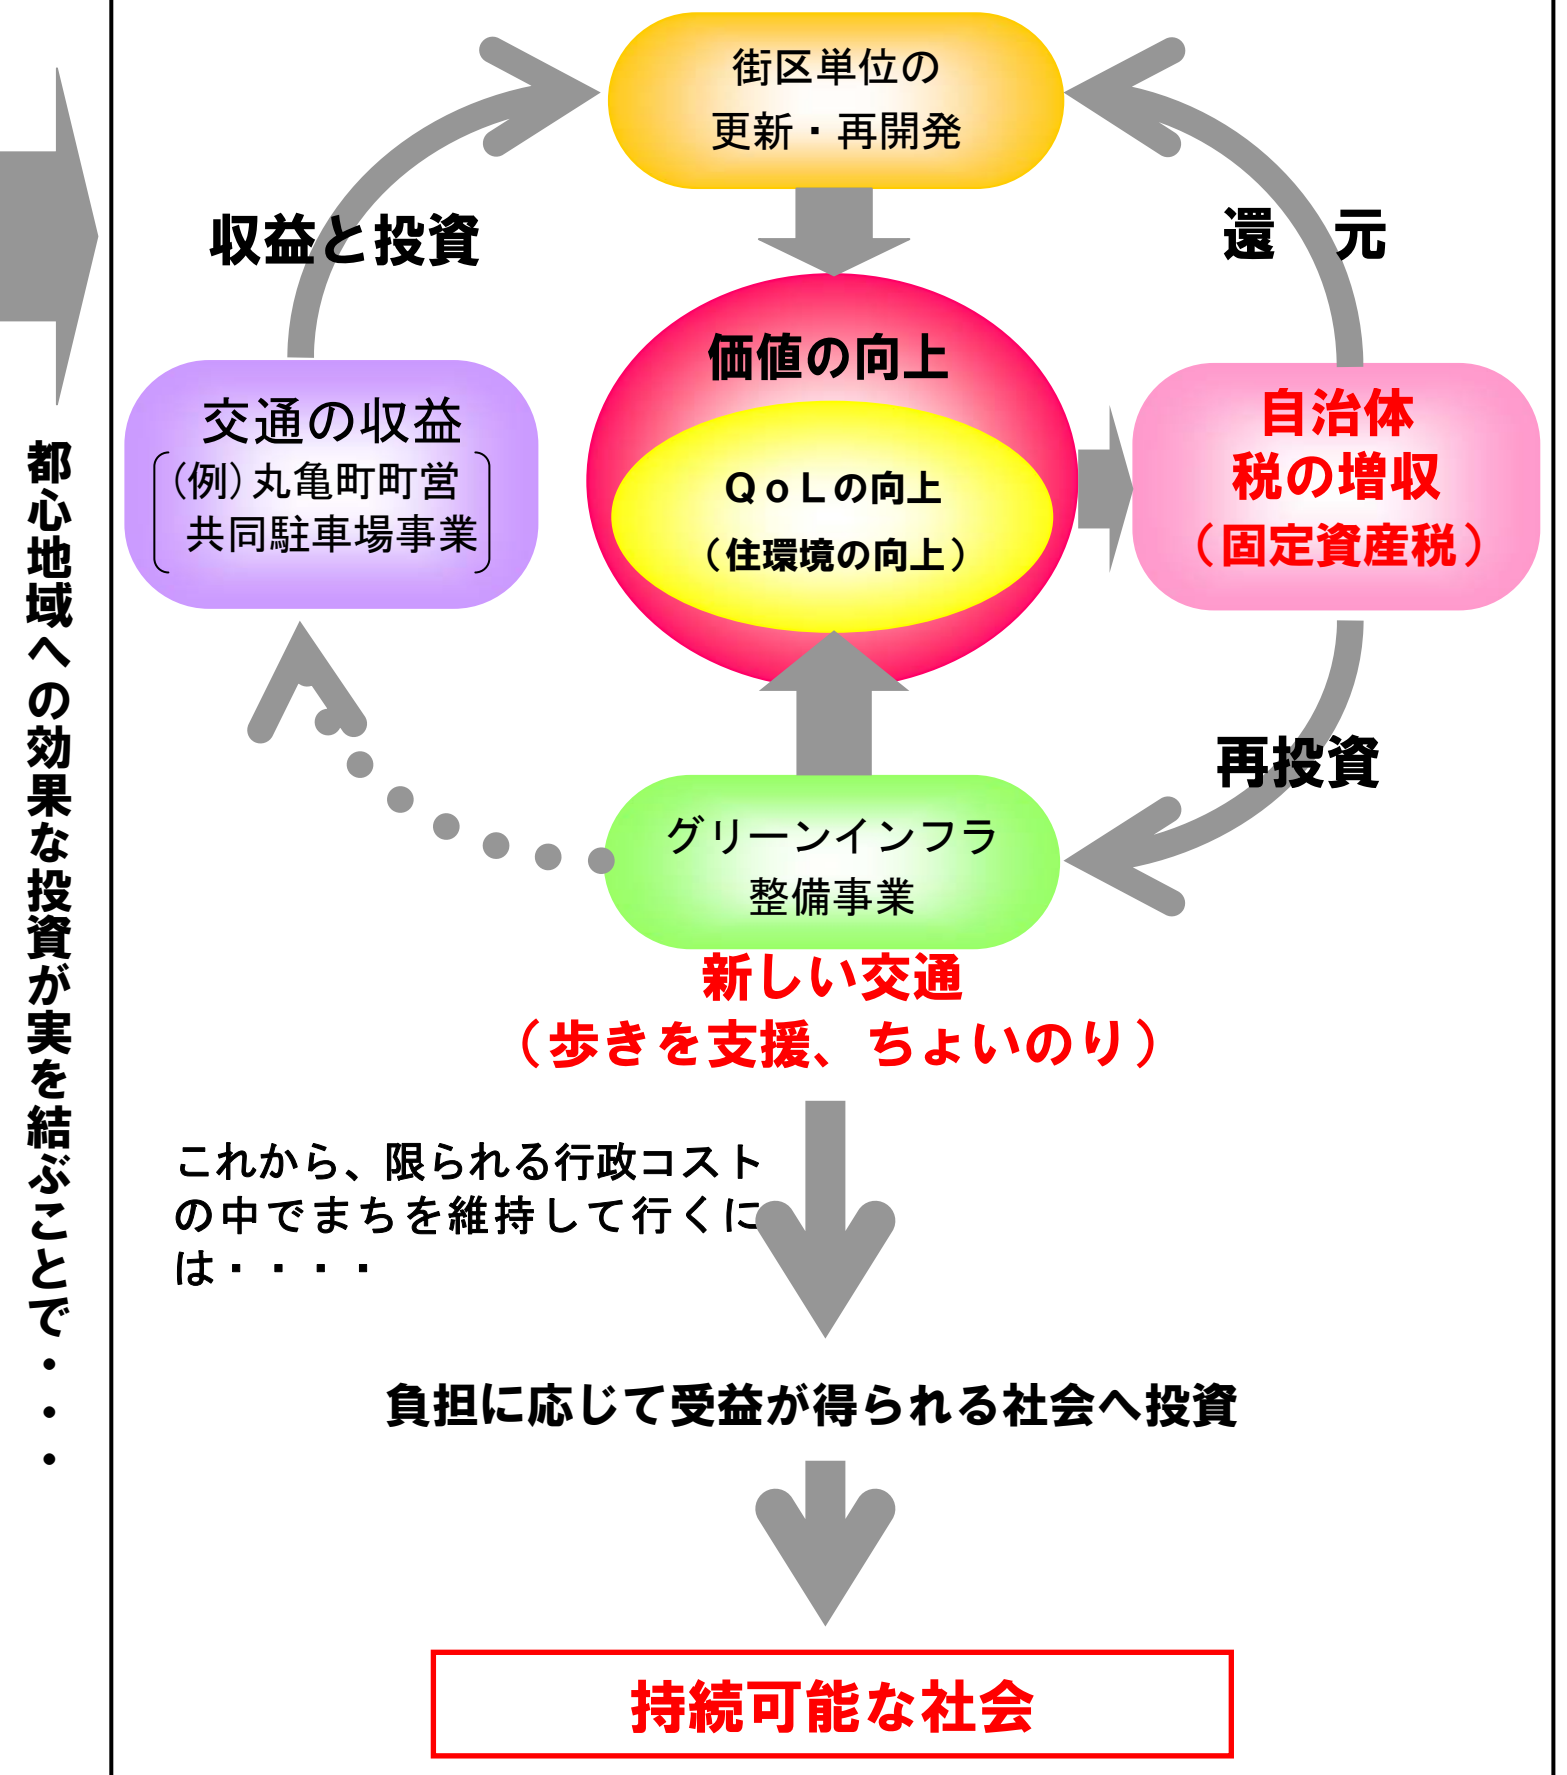 都心地域への効果な投資が実を結ぶことで・・・
街区単位の
更新・再開発
収益と投資
還　元
価値の向上
交通の収益
（例）丸亀町町営
共同駐車場事業
ＱｏＬの向上
（住環境の向上）
自治体
税の増収
（固定資産税）
再投資
グリーンインフラ
整備事業
新しい交通
（歩きを支援、ちょいのり）
これから、限られる行政コスト
の中でまちを維持して行くに
は・・・・
負担に応じて受益が得られる社会へ投資
持続可能な社会